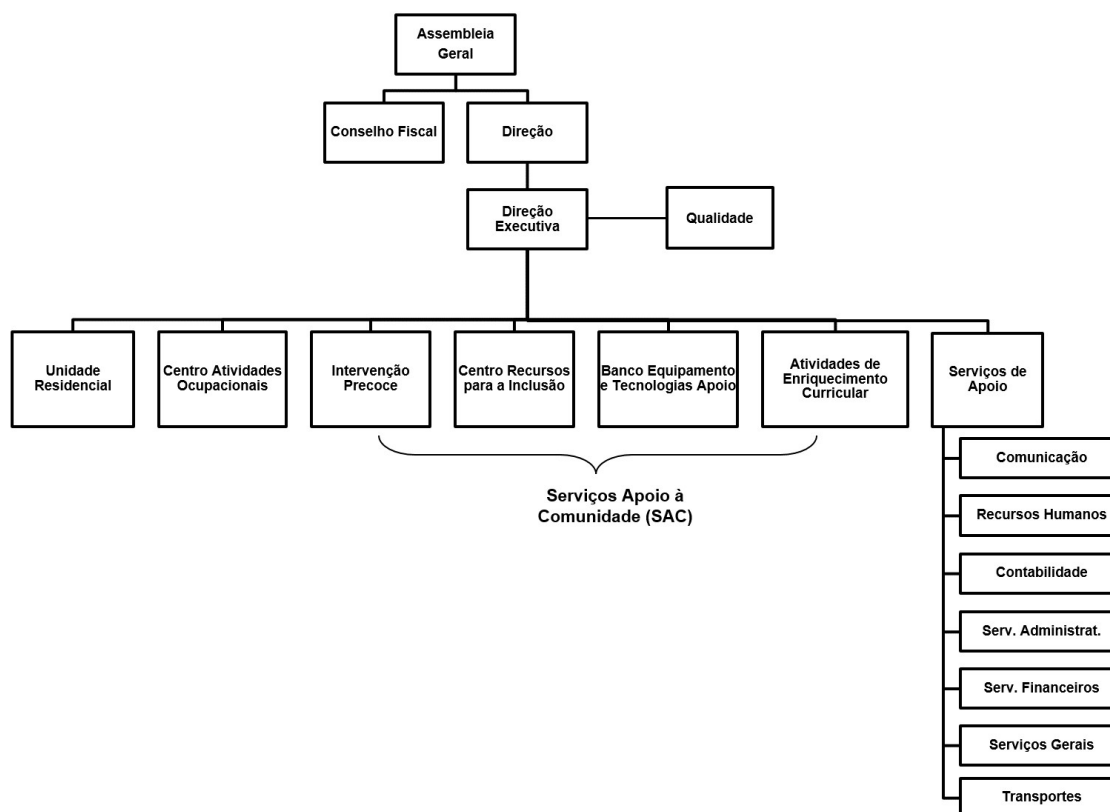 Assembleia
Geral
Conselho Fiscal
Direção
Direção
Executiva
Qualidade
Unidade
Residencial
Centro Atividades
Ocupacionais
Intervenção
Precoce
Centro Recursos
para a Inclusão
Banco Equipamento
e Tecnologias Apoio
Atividades de
Enriquecimento
Curricular
Serviços de
Apoio
Serviços Apoio à
Comunidade (SAC)
Comunicação
Recursos Humanos
Contabilidade
Serv. Administrat.
Serv. Financeiros
Serviços Gerais
Transportes